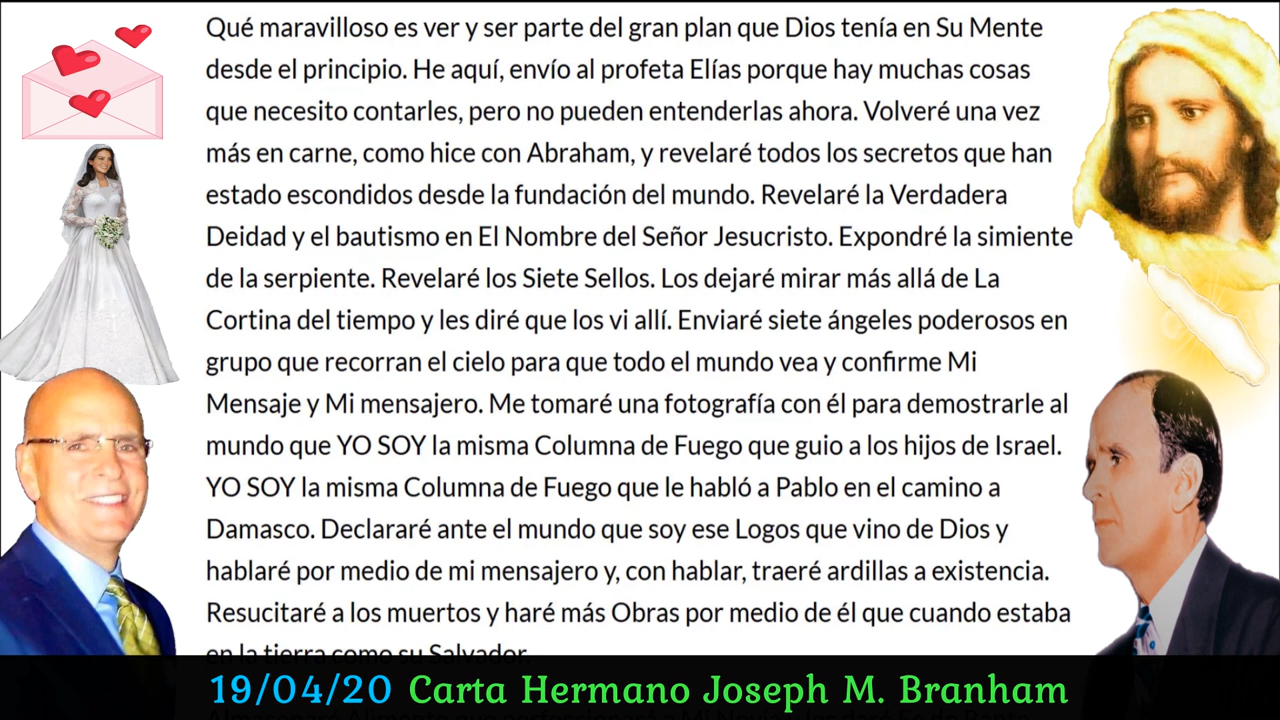 Qué maravilloso es ver y ser parte del gran plan que Dios tenía en Su Mente
desde el principio. He aquí, envío al profeta Elías porque hay muchas cosas
que necesito contarles, pero no pueden entenderlas ahora. Volveré una vez
más en carne, como hice con Abraham, y revelaré todos los secretos que han
estado escondidos desde la fundación del mundo. Revelaré la Verdadera
Deidad y el bautismo en El Nombre del Señor Jesucristo. Expondré la simiente
de la serpiente. Revelaré los Siete Sellos. Los dejaré mirar más allá de La
Cortina del tiempo y les diré que los vi allí. Enviaré siete ángeles poderosos en
grupo que recorran el cielo para que todo el mundo vea y confirme Mi
Mensaje y Mi mensajero. Me tomaré una fotografía con él para demostrarle al
mundo que YO SOY la misma Columna de Fuego que guio a los hijos de Israel.
YO SOY la misma Columna de Fuego que le habló a Pablo en el camino a
Damasco. Declararé ante el mundo que soy ese Logos que vino de Dios y
hablaré por medio de mi mensajero y, con hablar, traeré ardillas a existencia.
Resucitaré a los muertos y haré más Obras por medio de él que cuando estaba
en la tierra como su Salvador.
19/04/20 Carta Hermano Joseph M. Branham